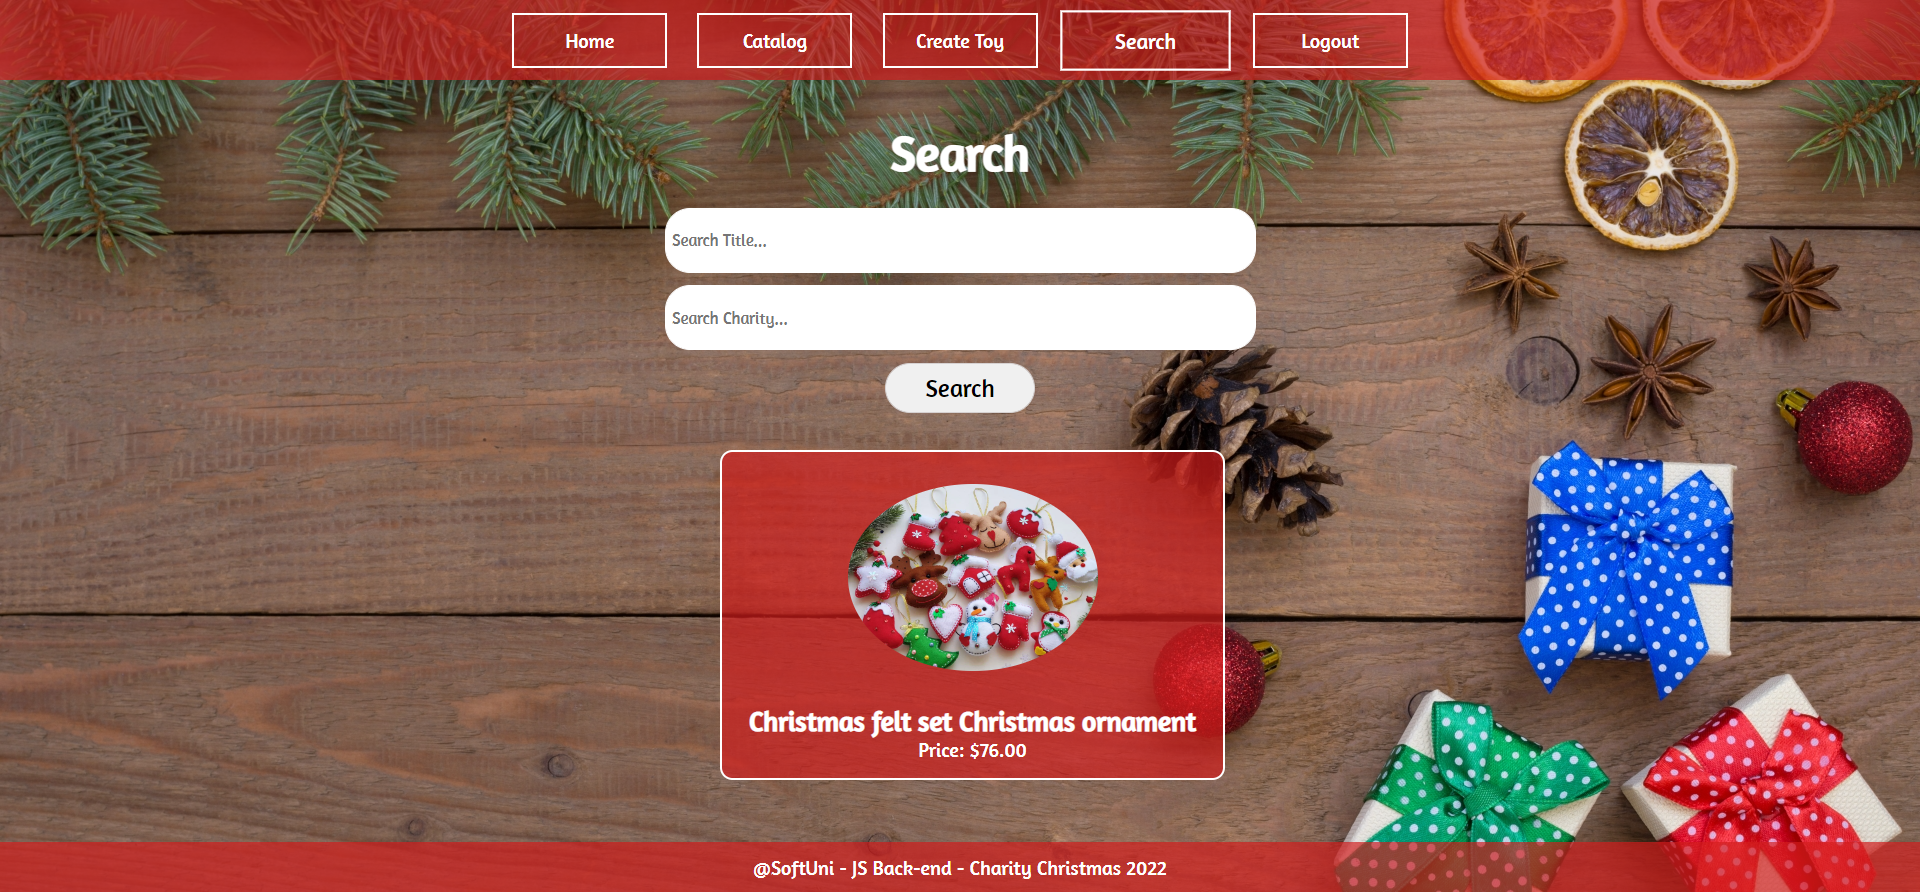 Home
Catalog
Create Toy
Search
Logout
Search
Search Title...
Search Charity...
Search
Christmas felt set Christmas ornament
Price: $76.00
@SoftUni - JS Back-end - Charity Christmas 2022